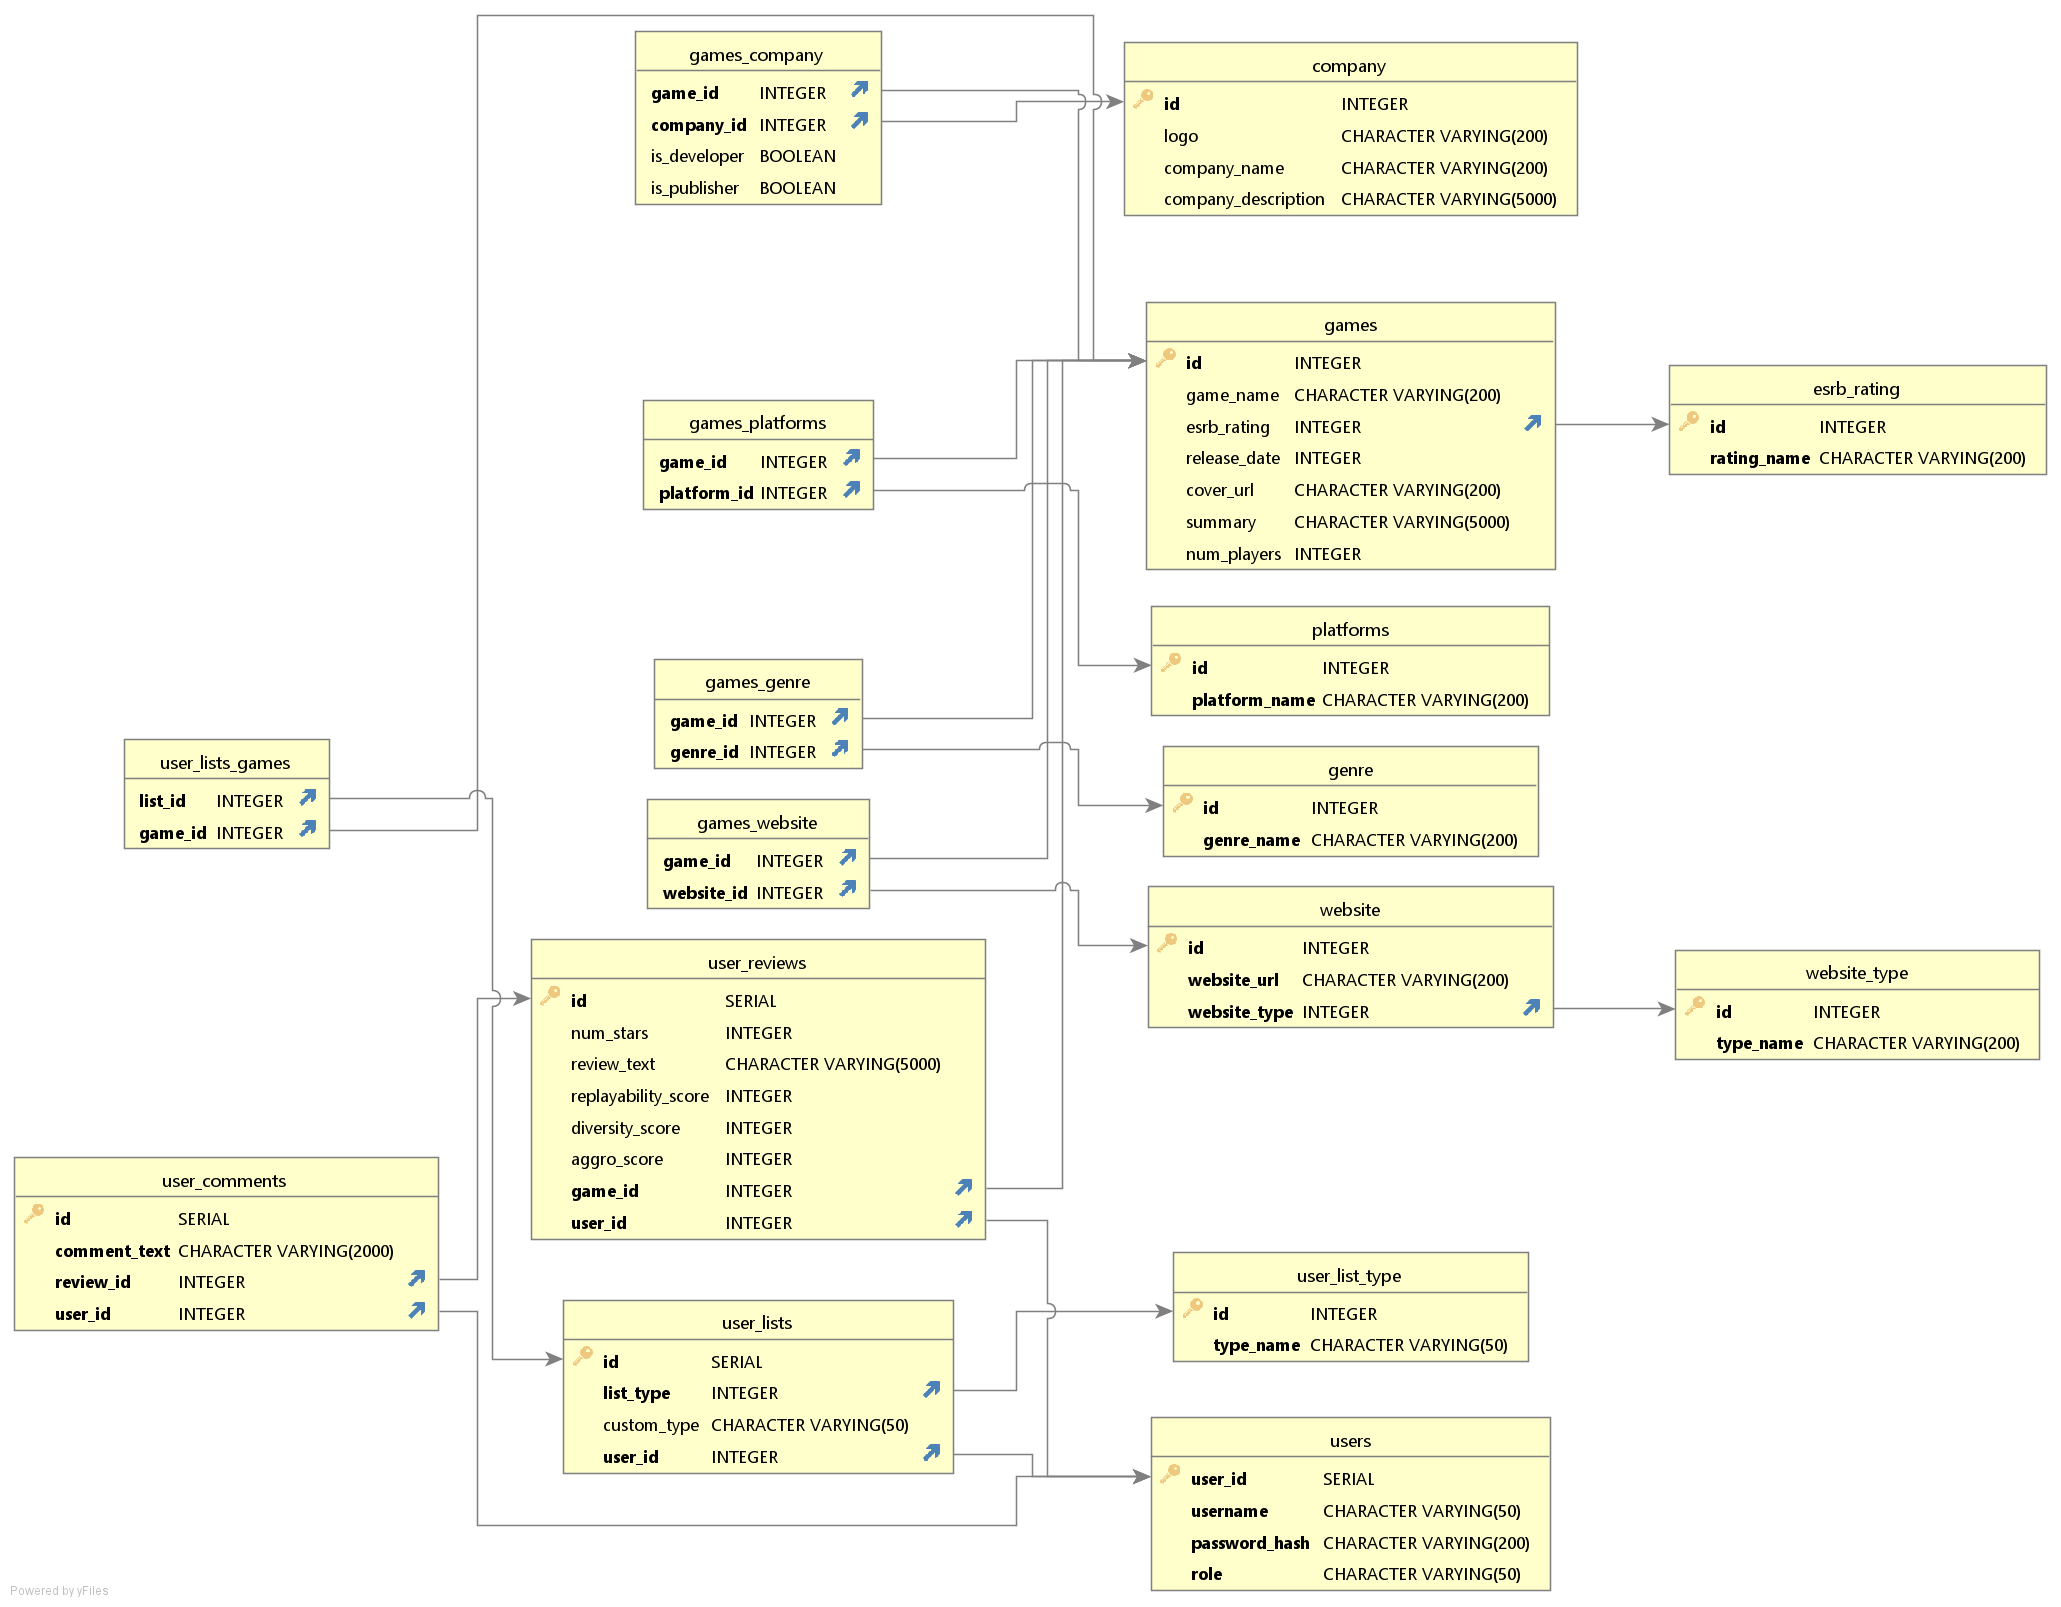 games_company
game_id INTEGER
company_id INTEGER
is_developer BOOLEAN
is_publisher BOOLEAN
company
id INTEGER
logo CHARACTER VARYING(200)
company_name CHARACTER VARYING(200)
company_description CHARACTER VARYING(5000)
games
id INTEGER
game_name CHARACTER VARYING(200)
esrb_rating INTEGER
release_date INTEGER
cover_url CHARACTER VARYING(200)
summary CHARACTER VARYING(5000)
num_players INTEGER
esrb_rating
id INTEGER
rating_name CHARACTER VARYING(200)
games_platforms
game_id INTEGER
platform_id INTEGER
platforms
id INTEGER
platform_name CHARACTER VARYING(200)
games_genre
game_id INTEGER
genre_id INTEGER
genre
id INTEGER
genre_name CHARACTER VARYING(200)
user_lists_games
list_id INTEGER
game_id INTEGER
games_website
game_id INTEGER
website_id INTEGER
website
id INTEGER
website_url CHARACTER VARYING(200)
website_type INTEGER
website_type
id INTEGER
type_name CHARACTER VARYING(200)
user_reviews
id SERIAL
num_stars INTEGER
review_text CHARACTER VARYING(5000)
replayability_score INTEGER
diversity_score INTEGER
aggro_score INTEGER
game_id INTEGER
user_id INTEGER
user_comments
id SERIAL
comment_text CHARACTER VARYING(2000)
review_id INTEGER
user_id INTEGER
user_lists
id SERIAL
list_type INTEGER
custom_type CHARACTER VARYING(50)
user_id INTEGER
user_list_type
id INTEGER
type_name CHARACTER VARYING(50)
users
user_id SERIAL
username CHARACTER VARYING(50)
password_hash CHARACTER VARYING(200)
role CHARACTER VARYING(50)
Powered by yFiles